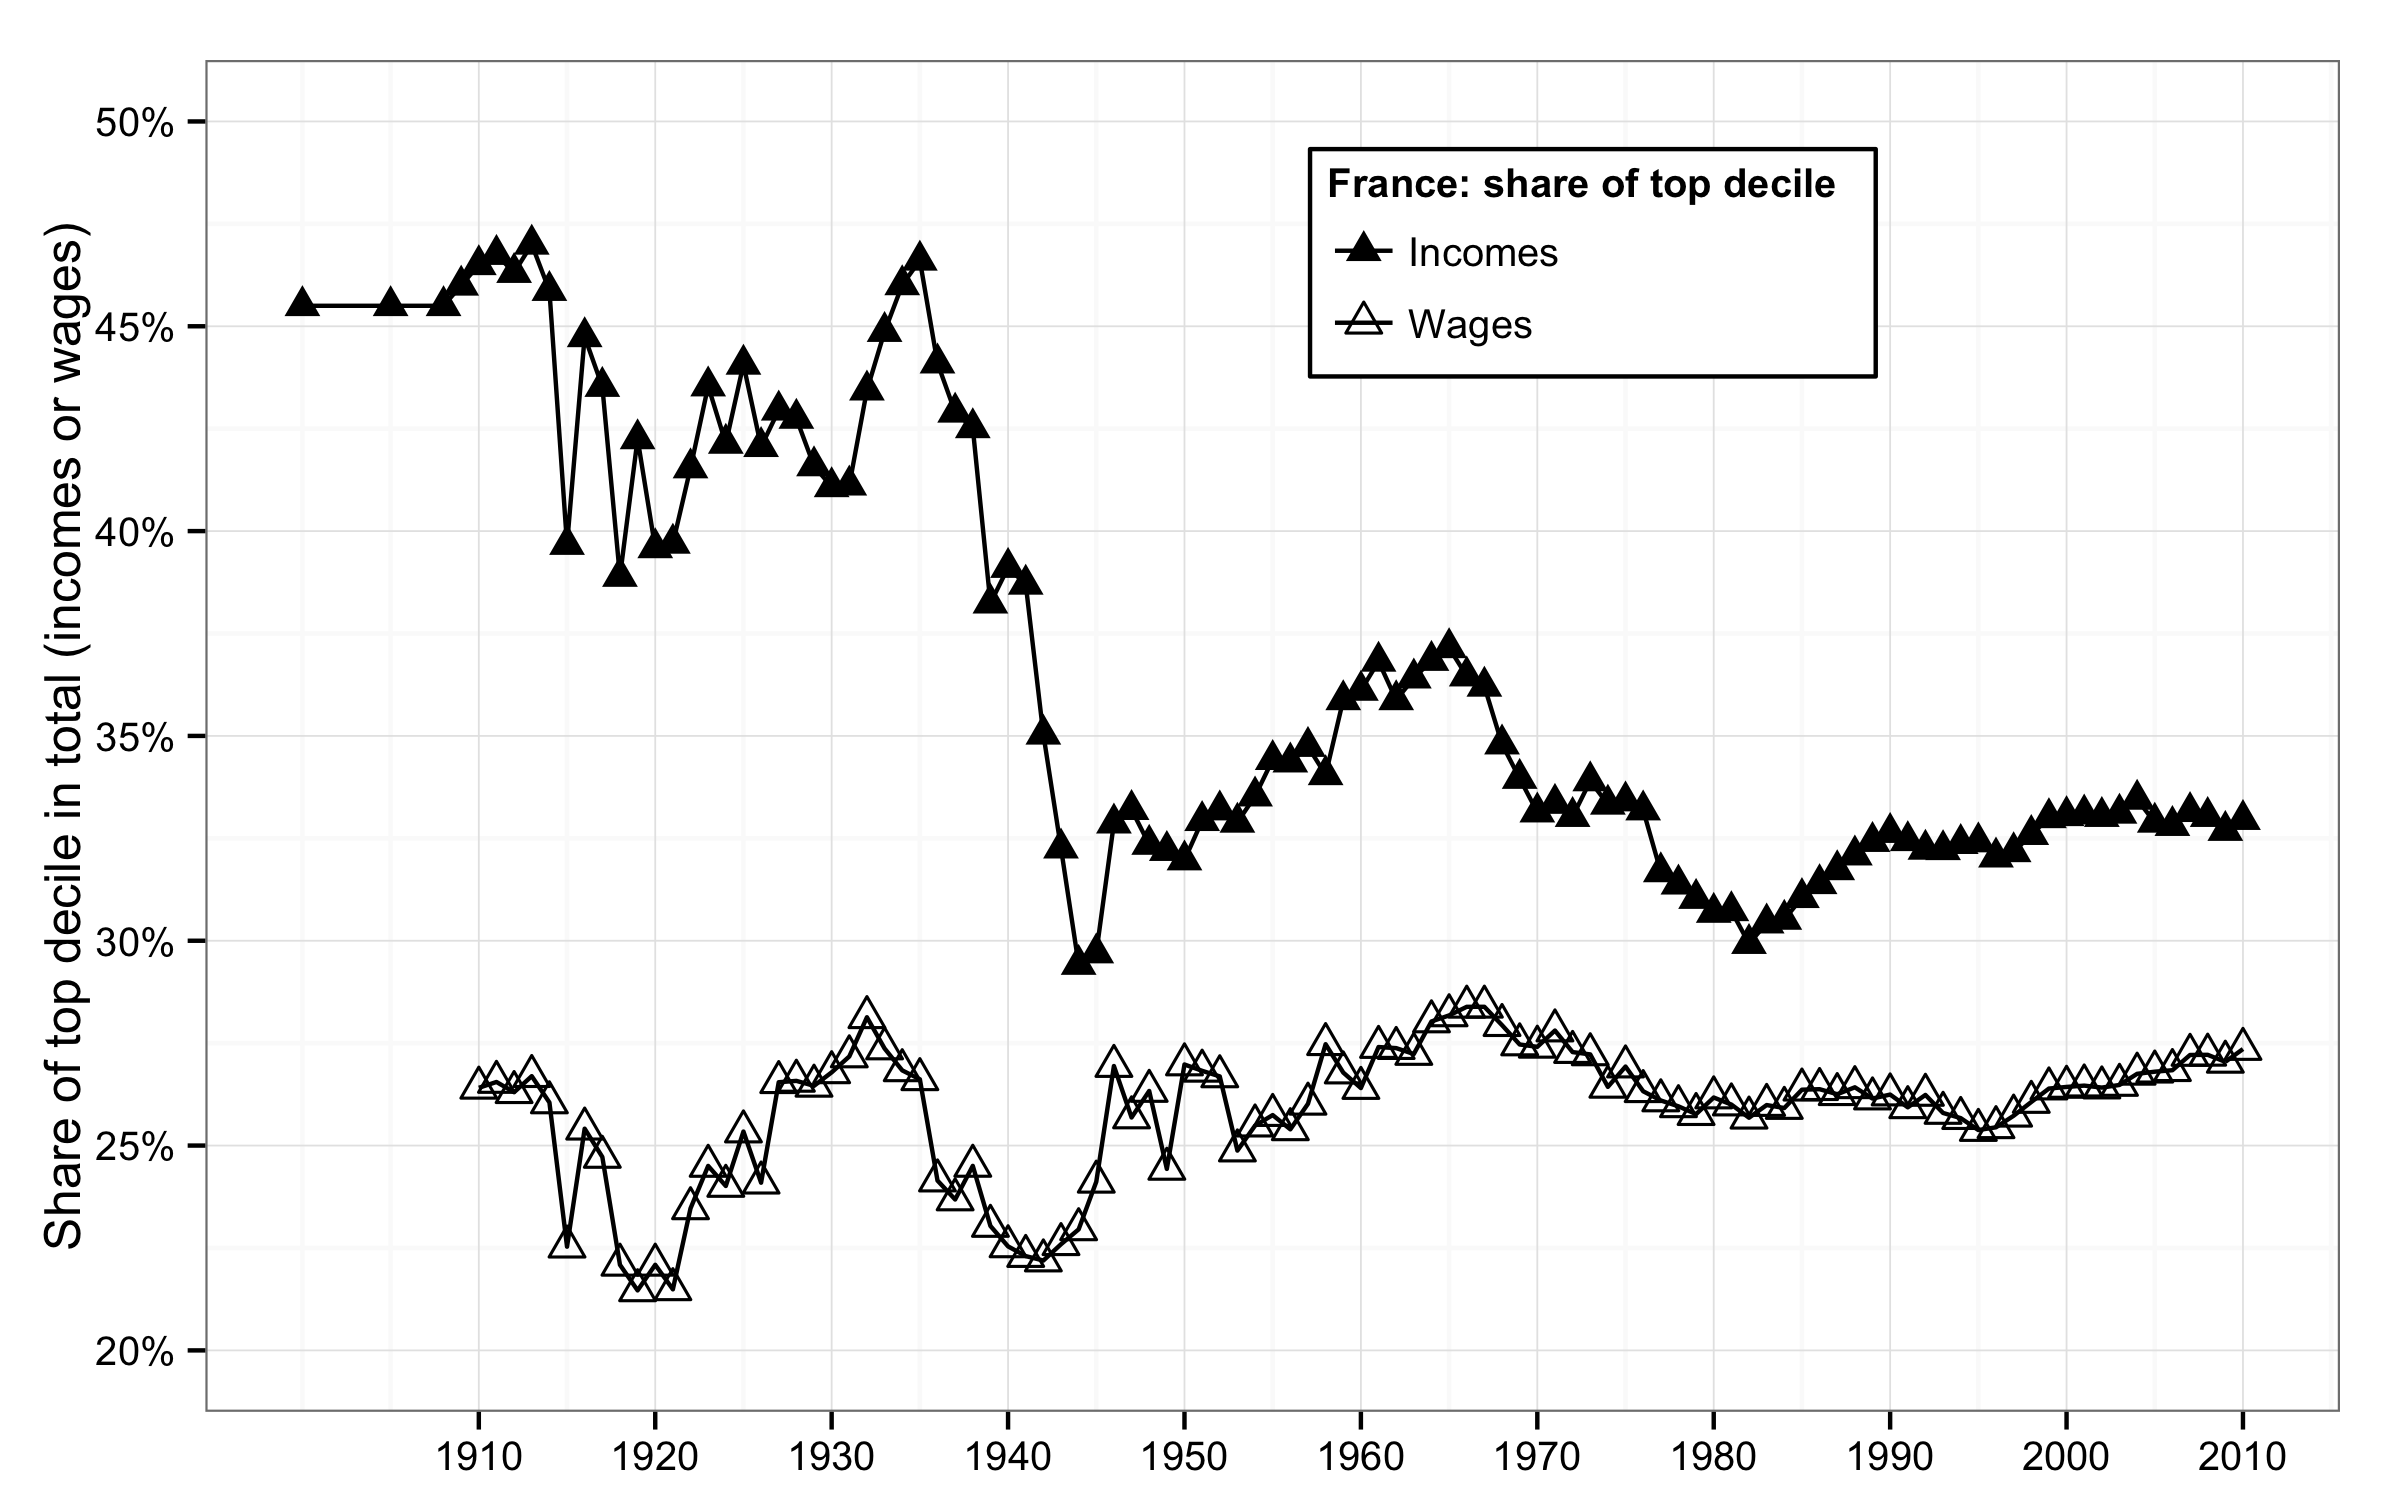 Share of top decile in total (incomes or wages)
50%
45%
40%
35%
30%
25%
20%
France: share of top decile
Incomes
Wages
1910 1920 1930 1940 1950 1960 1970 1980 1990 2000 2010